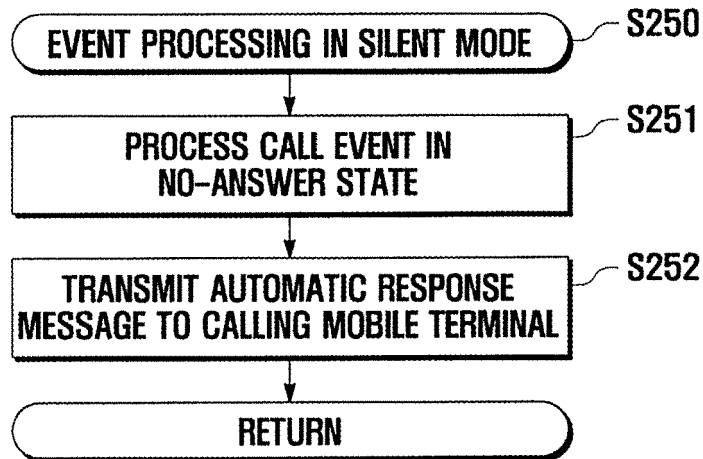 EVENT PROCESSING IN SILENT MODE
S250
PROCESS CALL EVENT IN
NO-ANSWER STATE
S251
TRANSMIT AUTOMATIC RESPONSE
MESSAGE TO CALLING MOBILE TERMINAL
S252
RETURN